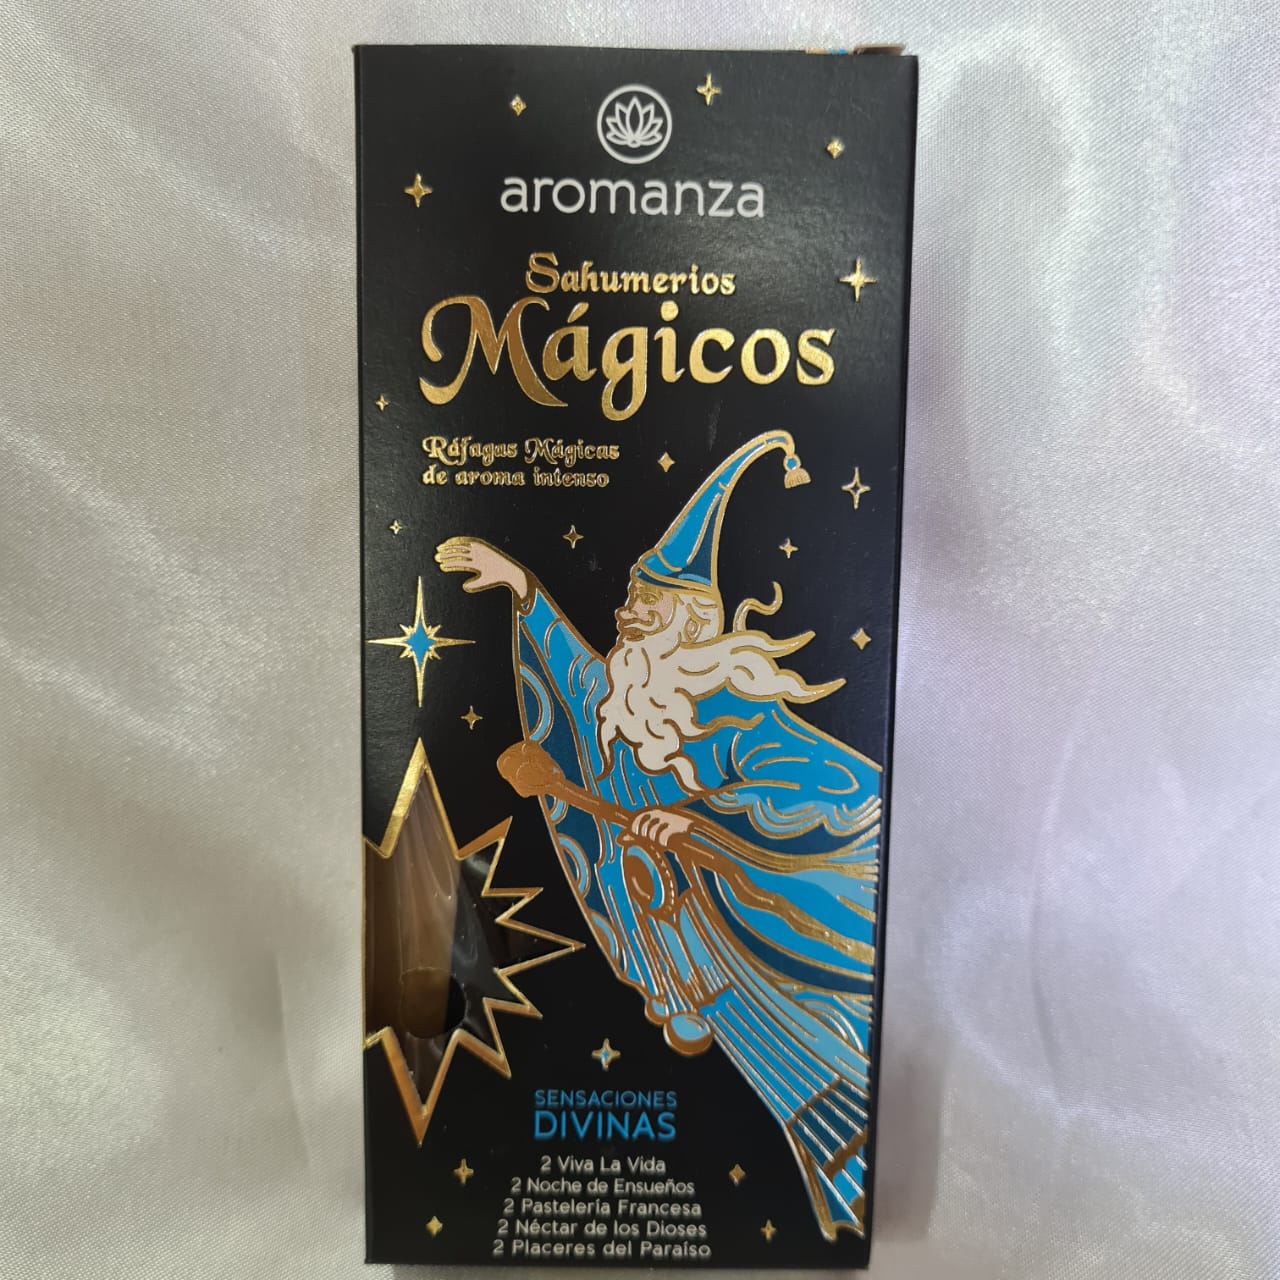 aromanza
Sahumerios
Mágicos
Ráfagas Mágicas
de aroma intenso
SENSACIONES
DIVINAS
2 Viva La Vida
2 Noche de Ensueños
2 Pastelería Francesa
2 Néctar de los Dioses
2 Placeres del Paraíso